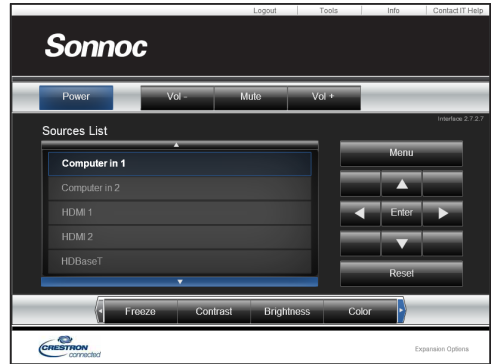 Logout Tools Info Contact IT Help
Sonnoc
Power Vol - Mute Vol +
Interface 2.7.2.7
Sources List
Computer in 1
Menu
Computer in 2
HDMI 1
Enter
HDMI 2
HDBaseT
Reset
Freeze Contrast Brightness Color
CRESTRON
connected
Expansion Options